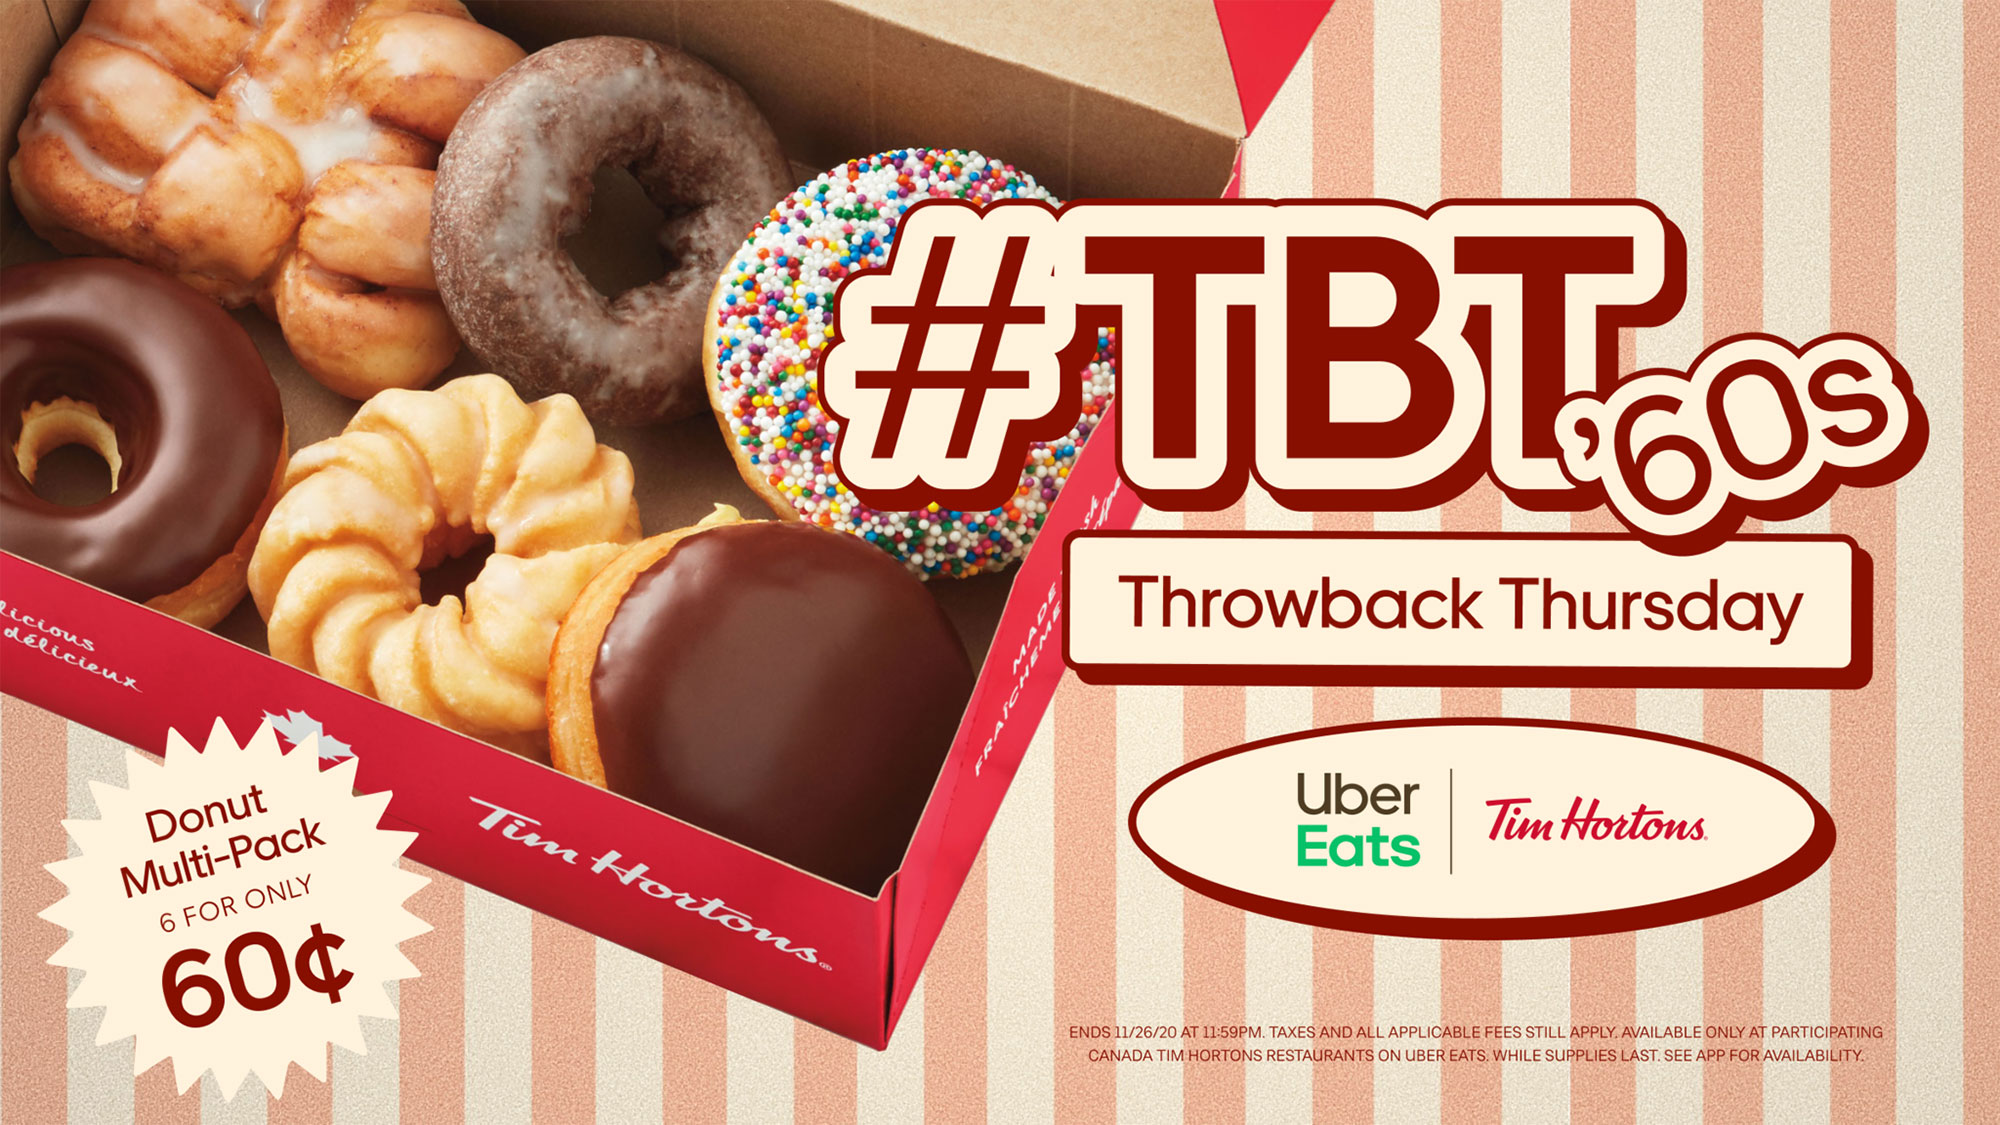 #TBT
'60s
Throwback Thursday
Uber
Eats
Tim Hortons
Donut
Multi-Pack
6 FOR ONLY
60¢
délicieux
Tim Hortons
MADE
ENDS 11/26/20 AT 11:59PM. TAXES AND ALL APPLICABLE FEES STILL APPLY. AVAILABLE ONLY AT PARTICIPATING
CANADA TIM HORTONS RESTAURANTS ON UBER EATS. WHILE SUPPLIES LAST. SEE APP FOR AVAILABILITY.